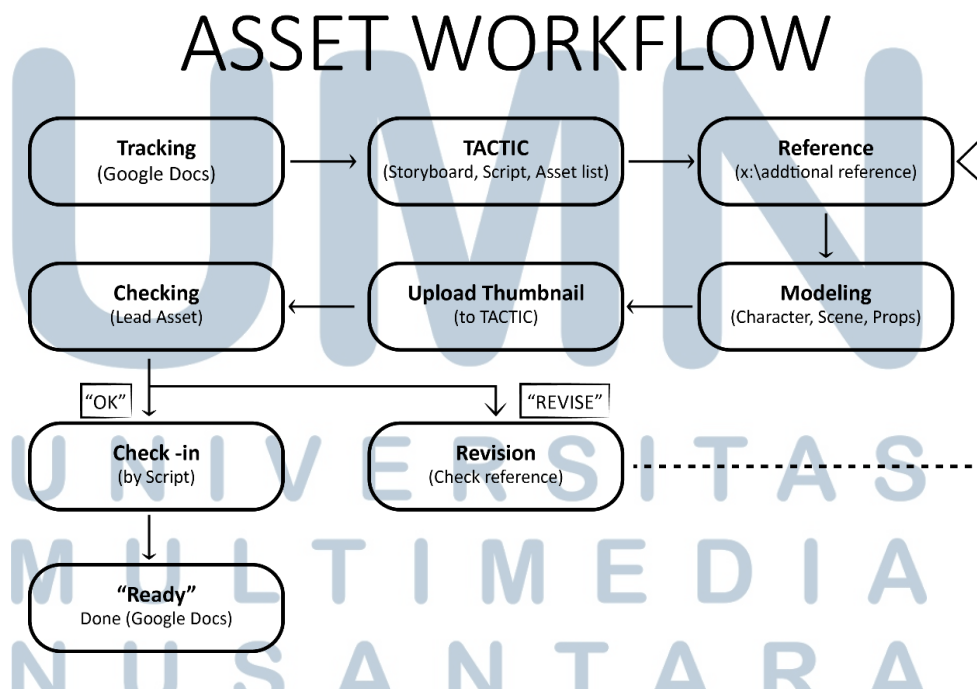 ASSET WORKFLOW
Tracking
(Google Docs)
TACTIC
(Storyboard, Script, Asset list)
Reference
(x:\addtional reference)
Checking
(Lead Asset)
Upload Thumbnail
(to TACTIC)
Modeling
(Character, Scene, Props)
“OK”
“REVISE”
Check -in
(by Script)
Revision
(Check reference)
“Ready”
Done (Google Docs)
UMN
UNIVERSITAS
MULTIMEDIA
NUSANTARA